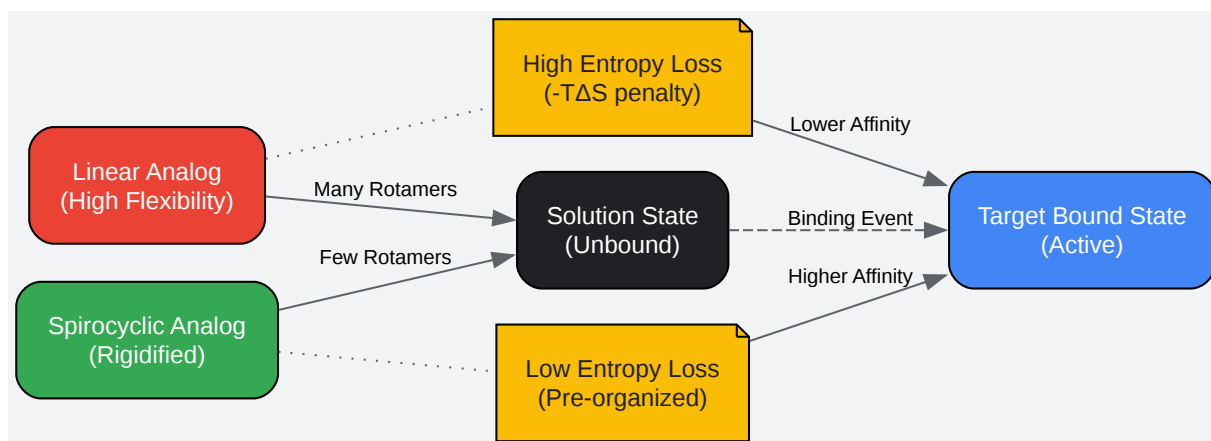 High Entropy Loss
(-TΔS penalty)
Lower Affinity
Linear Analog
(High Flexibility)
Many Rotamers
Solution State
(Unbound)
Binding Event
Target Bound State
(Active)
Few Rotamers
Higher Affinity
Spirocyclic Analog
(Rigidified)
Low Entropy Loss
(Pre-organized)